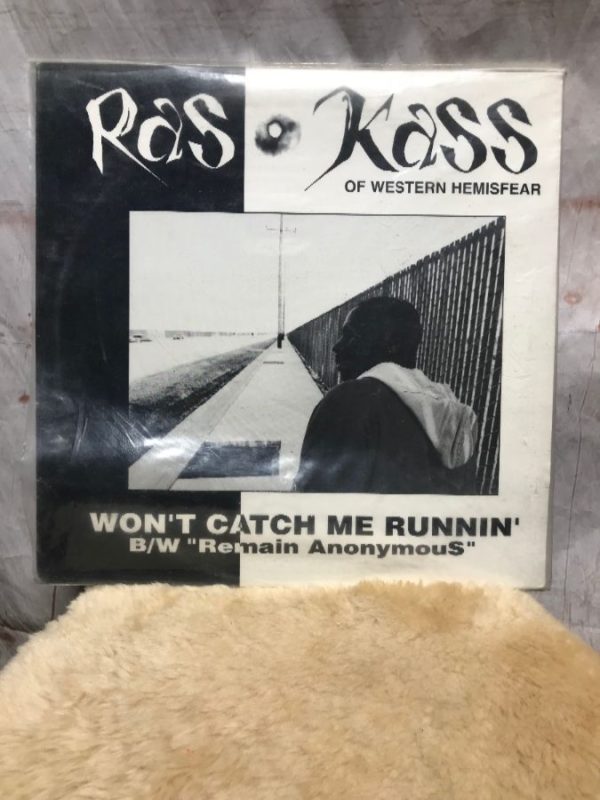 Ras Kass
OF WESTERN HEMISFEAR
WON'T CATCH ME RUNNIN'
B/W "Remain AnonymouS"